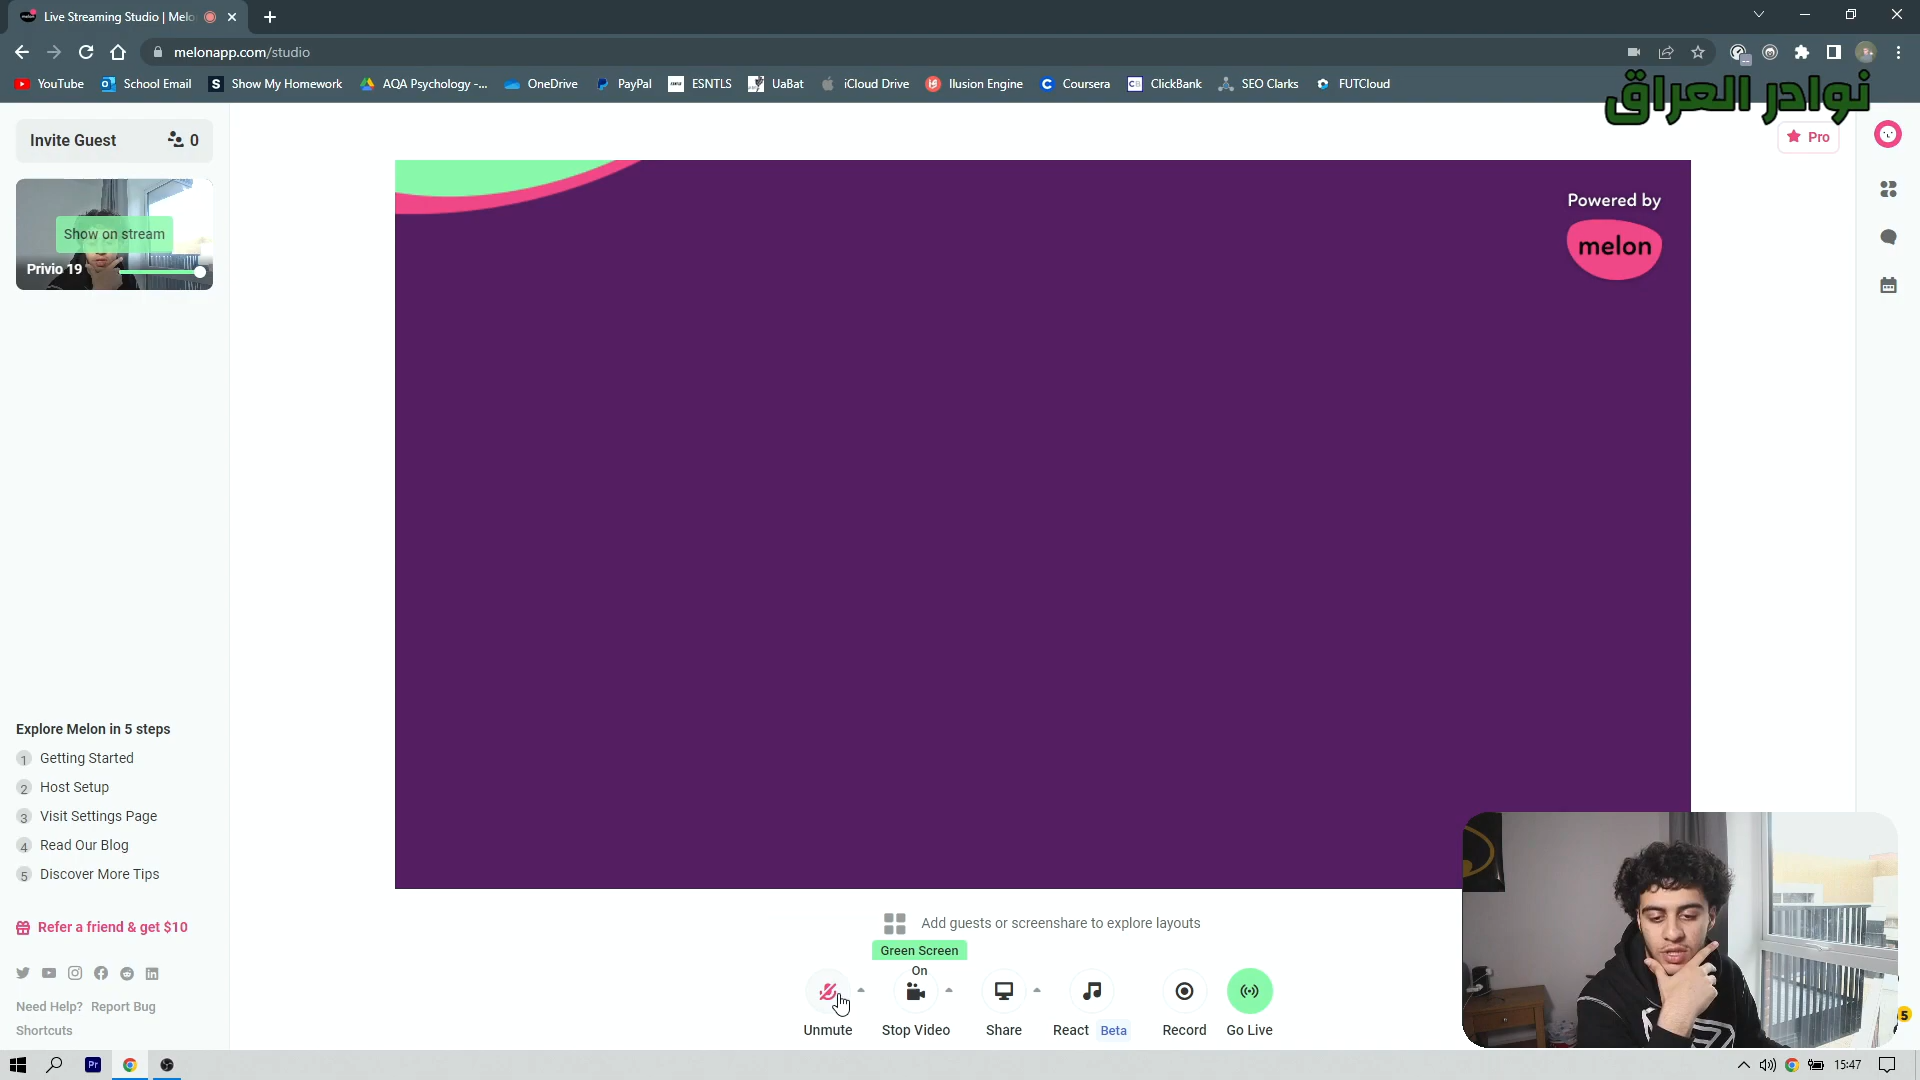 Live Streaming Studio | Melo
melonapp.com/studio
YouTube
School Email
Show My Homework
AQA Psychology -...
OneDrive
PayPal
ESNTLS
UaBat
iCloud Drive
Ilusion Engine
Coursera
ClickBank
SEO Clarks
FUTCloud
نوادر العراق
Invite Guest 0
Pro
Show on stream
Privio 19
Powered by
melon
Explore Melon in 5 steps
1 Getting Started
2 Host Setup
3 Visit Settings Page
4 Read Our Blog
5 Discover More Tips
Refer a friend & get $10
Need Help? Report Bug
Shortcuts
Add guests or screenshare to explore layouts
Green Screen
On
Unmute
Stop Video
Share
React Beta
Record
Go Live
5
Pr
15:47